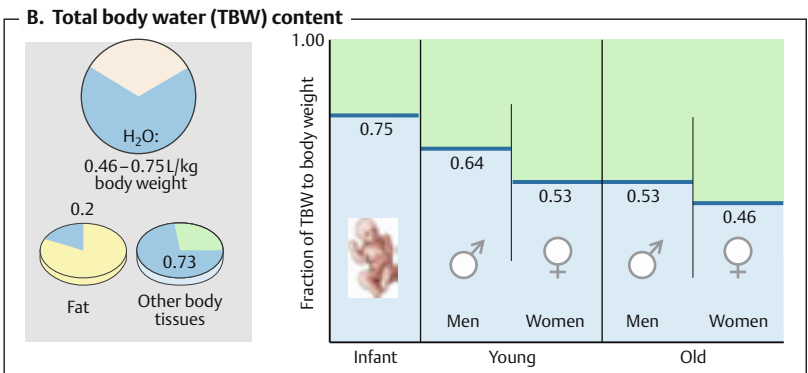 B. Total body water (TBW) content
H₂O:
0.46–0.75 L/kg
body weight
0.2
0.73
Fat
Other body
tissues
Fraction of TBW to body weight
1.00
0.75
0.64
0.53
0.53
0.46
Men
Women
Men
Women
Infant
Young
Old